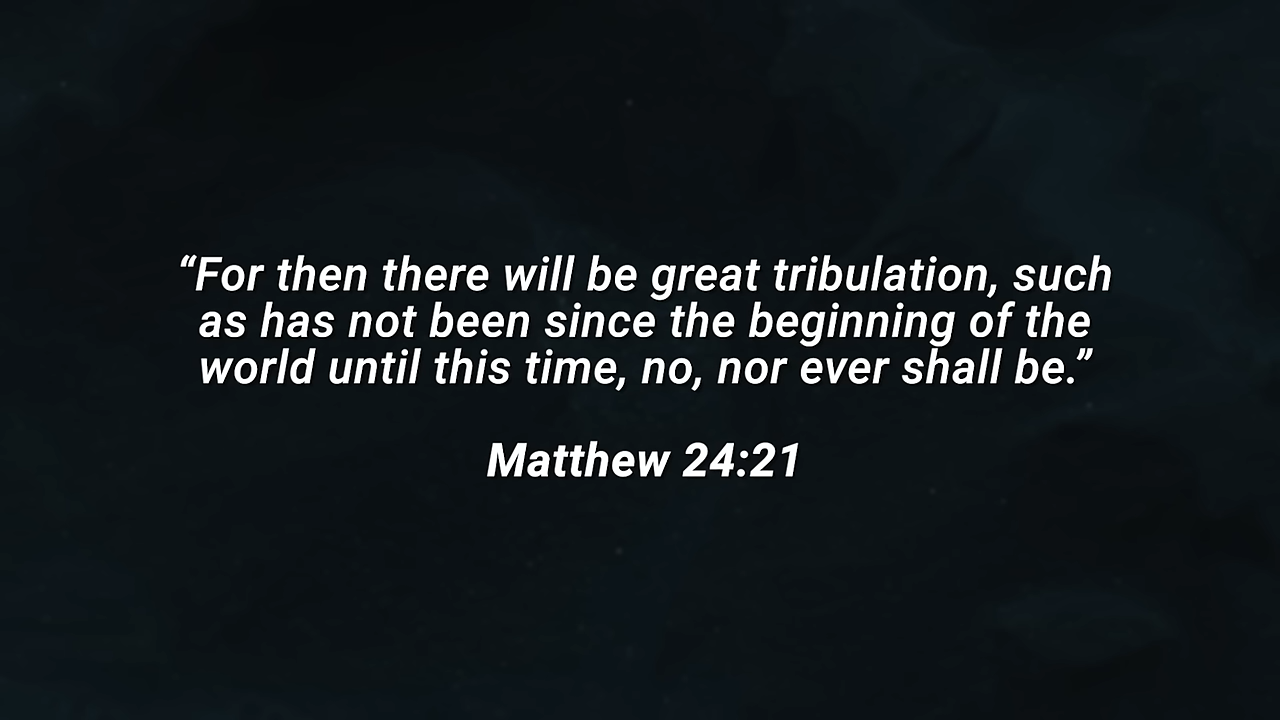 “For then there will be great tribulation, such
as has not been since the beginning of the
world until this time, no, nor ever shall be.”
Matthew 24:21